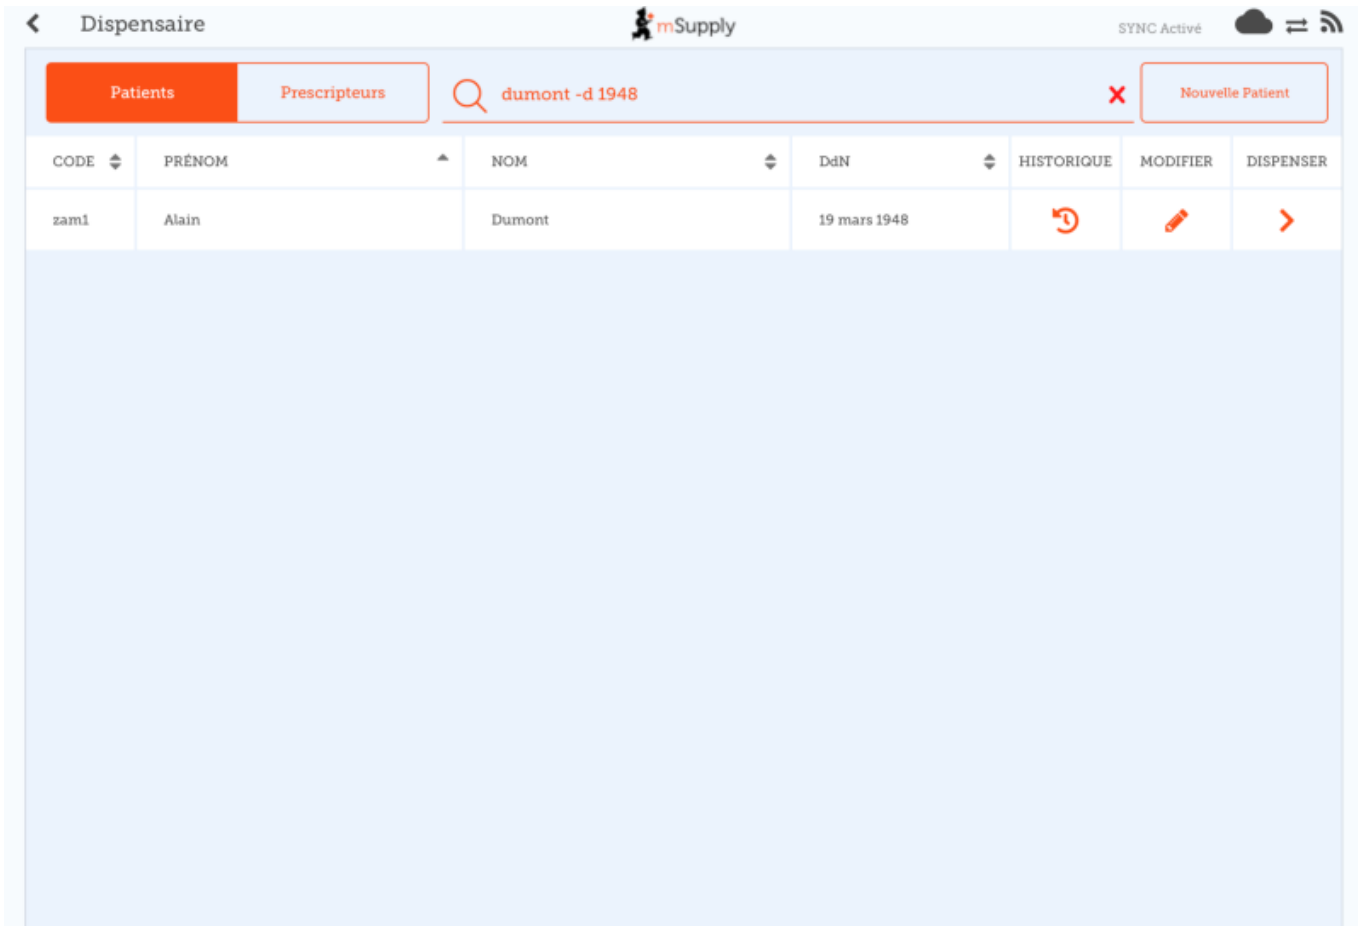 Dispensaire
mSupply
SYNC Activé
Patients
Prescripteurs
dumont -d 1948
Nouvelle Patient
CODE PRÉNOM NOM DdN HISTORIQUE MODIFIER DISPENSER
zam1 Alain Dumont 19 mars 1948